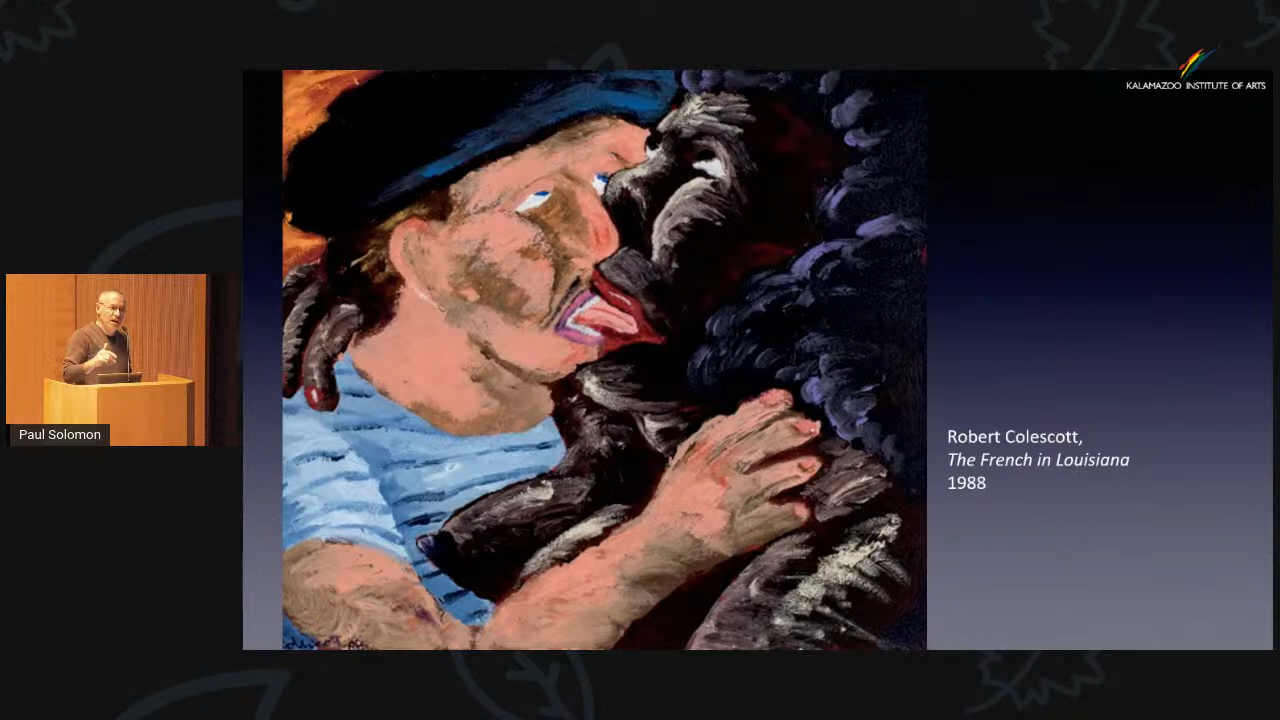 KALAMAZOO INSTITUTE OF ARTS
Paul Solomon
Robert Colescott,
The French in Louisiana
1988